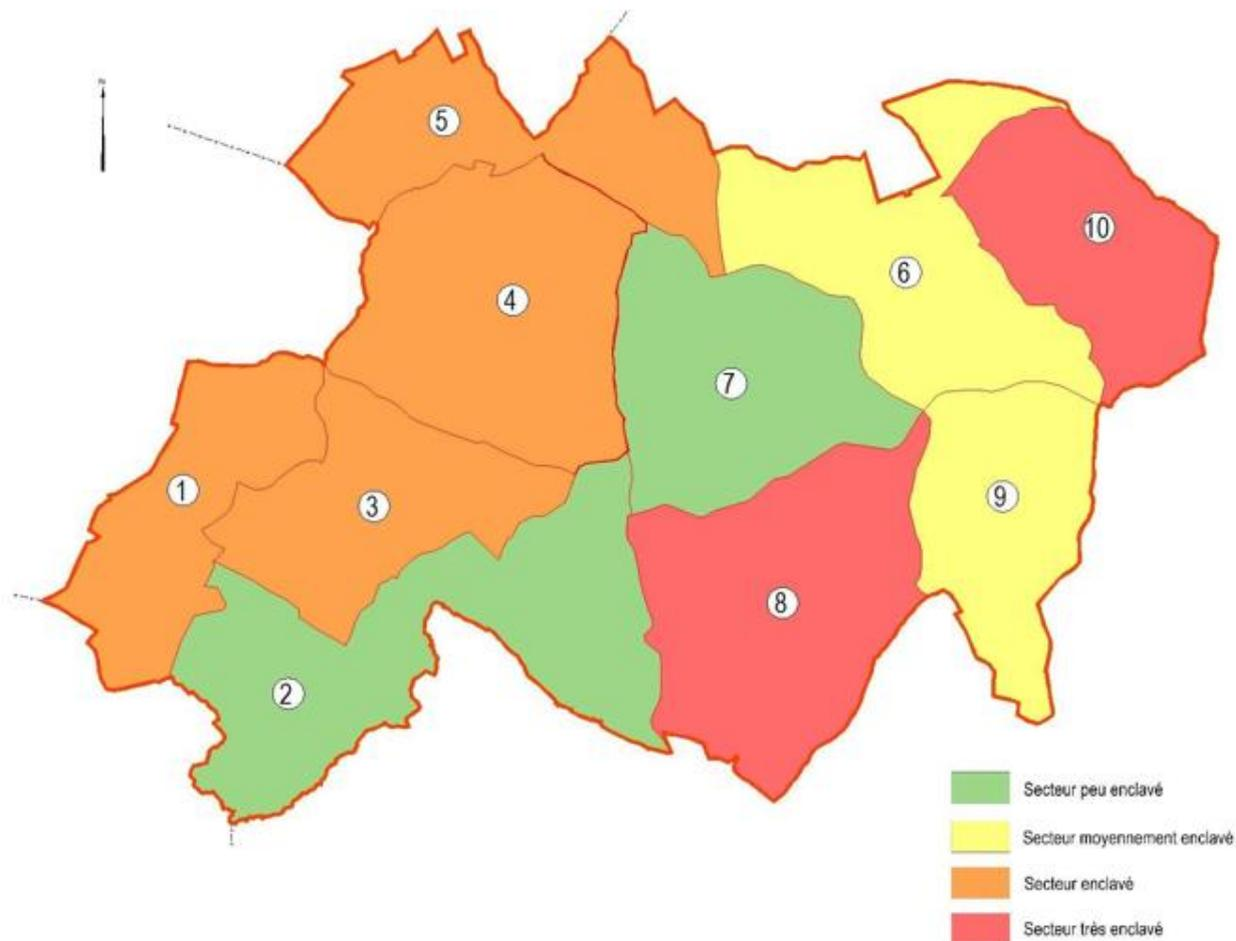 N
5
10
6
4
7
1
3
9
8
2
Secteur peu enclavé
Secteur moyennement enclavé
Secteur enclavé
Secteur très enclavé